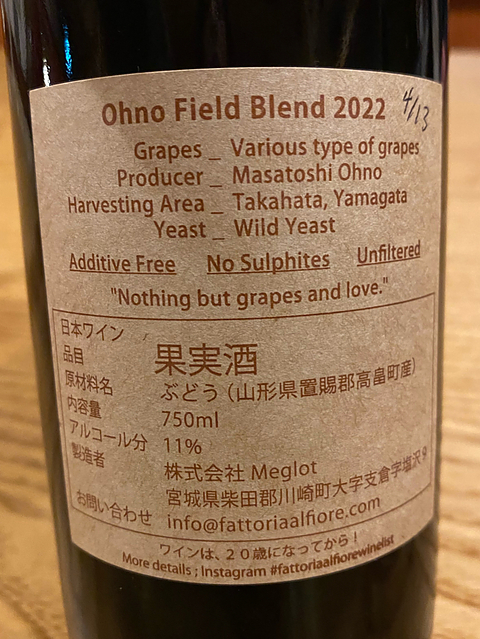 Ohno Field Blend 2022 4/13
Grapes _ Various type of grapes
Producer _ Masatoshi Ohno
Harvesting Area _ Takahata, Yamagata
Yeast _ Wild Yeast
Additive Free No Sulphites Unfiltered
"Nothing but grapes and love."
日本ワイン
品目 果実酒
原材料名 ぶどう（山形県置賜郡高畠町産）
内容量 750ml
アルコール分 11%
製造者 株式会社 Meglot
宮城県柴田郡川崎町大字支倉字塩沢9
お問い合わせ info@fattoriaalfiore.com
ワインは、20歳になってから！
More details ; Instagram #fattoriaalfiorewinelist